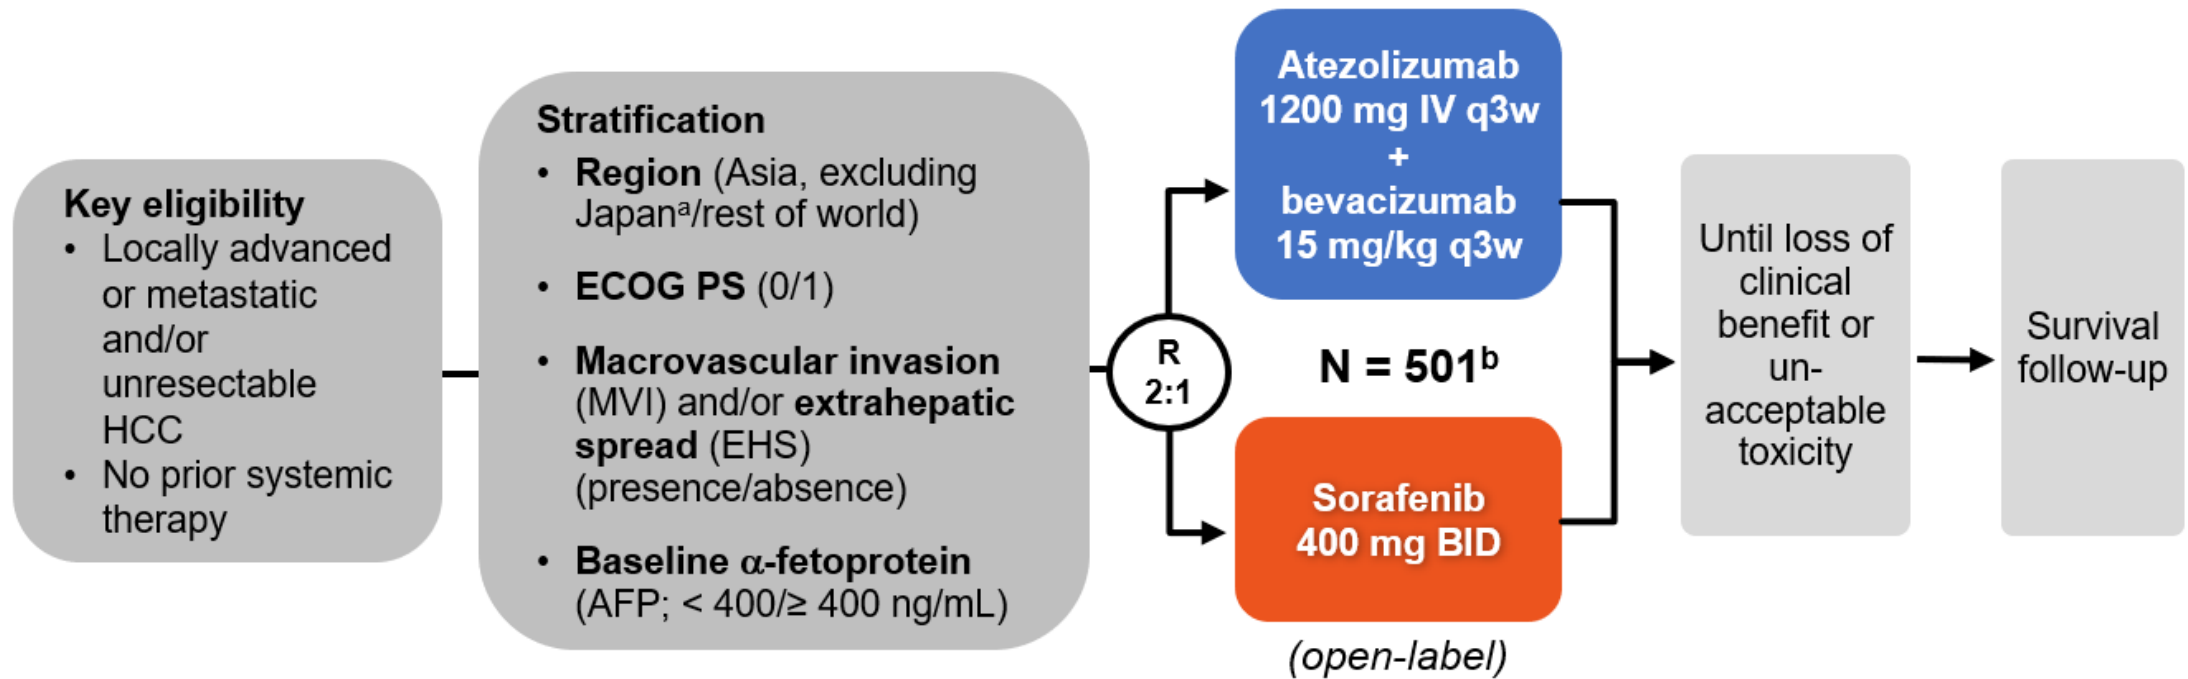 Key eligibility
• Locally advanced
or metastatic
and/or
unresectable
HCC
• No prior systemic
therapy
Stratification
• Region (Asia, excluding
Japanᵃ/rest of world)
• ECOG PS (0/1)
• Macrovascular invasion
(MVI) and/or extrahepatic
spread (EHS)
(presence/absence)
• Baseline α-fetoprotein
(AFP; < 400/≥ 400 ng/mL)
R
2:1
Atezolizumab
1200 mg IV q3w
+
bevacizumab
15 mg/kg q3w
N = 501ᵇ
Sorafenib
400 mg BID
(open-label)
Until loss of
clinical
benefit or
un-
acceptable
toxicity
Survival
follow-up